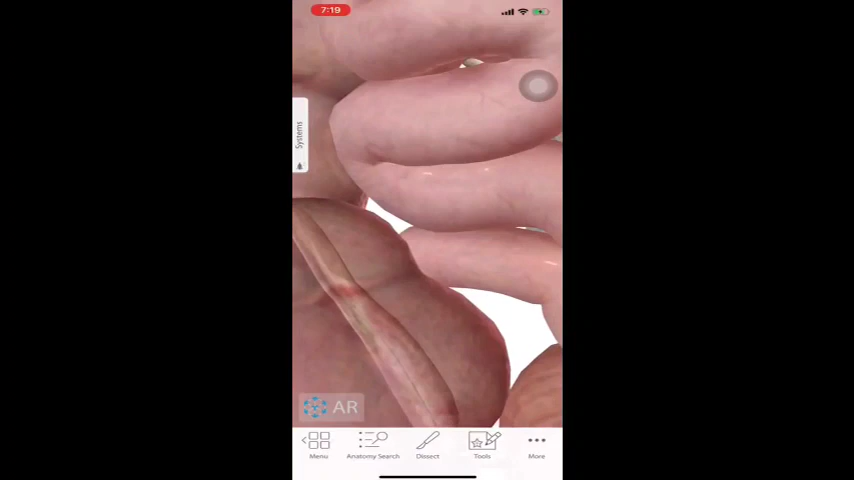 7:19
Systems
AR
Menu
Anatomy Search
Dissect
Tools
More